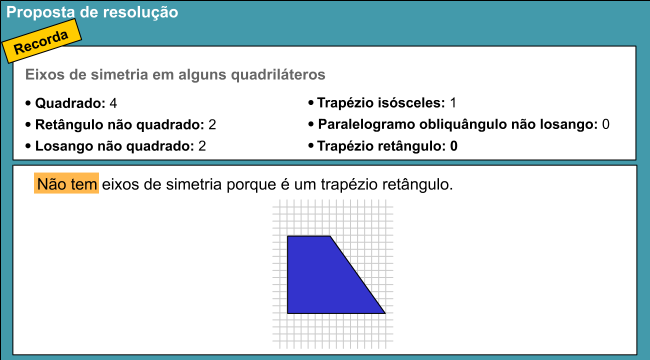 Proposta de resolução
Recorda
Eixos de simetria em alguns quadriláteros
• Quadrado: 4
• Retângulo não quadrado: 2
• Losango não quadrado: 2
• Trapézio isósceles: 1
• Paralelogramo obliquângulo não losango: 0
• Trapézio retângulo: 0
Não tem eixos de simetria porque é um trapézio retângulo.